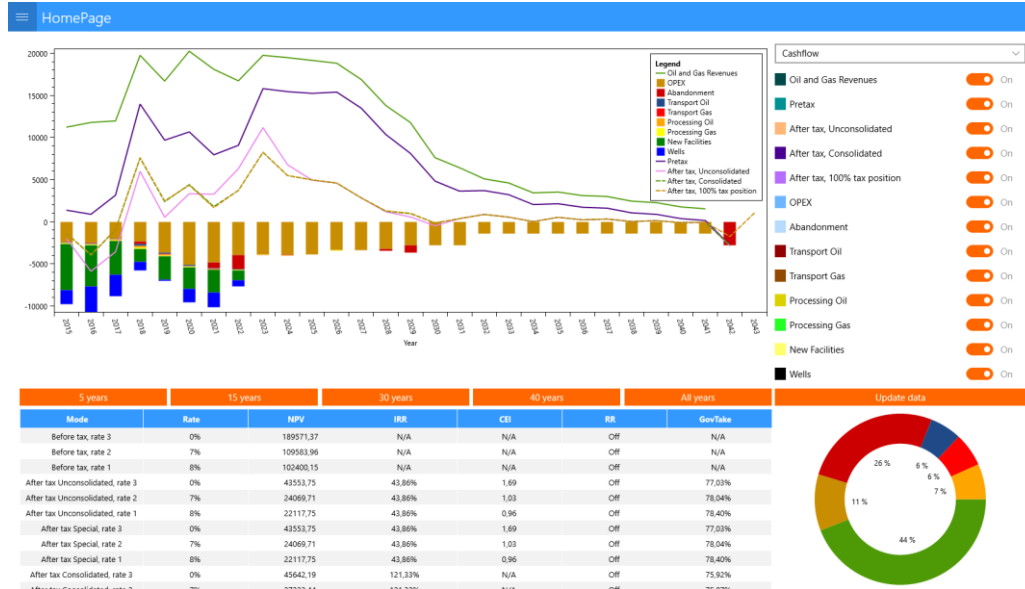 HomePage
20000
15000
10000
5000
0
-5000
-10000
2015
2016
2017
2018
2019
2020
2021
2022
2023
2024
2025
2026
2027
2028
2029
2030
2031
2032
2033
2034
2035
2036
2037
2038
2039
2040
2041
2042
2043
Year
Legend
Oil and Gas Revenues
OPEX
Abandonment
Transport Oil
Transport Gas
Processing Oil
Processing Gas
New Facilities
Wells
Pretax
After tax, Unconsolidated
After tax, Consolidated
After tax, 100% tax position
Cashflow
Oil and Gas Revenues On
Pretax On
After tax, Unconsolidated On
After tax, Consolidated On
After tax, 100% tax position On
OPEX On
Abandonment On
Transport Oil On
Transport Gas On
Processing Oil On
Processing Gas On
New Facilities On
Wells On
5 years 15 years 30 years 40 years All years Update data
Mode Rate NPV IRR CEI RR GovTake
Before tax, rate 3 0% 189571,37 N/A N/A Off N/A
Before tax, rate 2 7% 109583,96 N/A N/A Off N/A
Before tax, rate 1 8% 102400,15 N/A N/A Off N/A
After tax Unconsolidated, rate 3 0% 43553,75 43,86% 1,69 Off 77,03%
After tax Unconsolidated, rate 2 7% 24069,71 43,86% 1,03 Off 78,04%
After tax Unconsolidated, rate 1 8% 22117,75 43,86% 0,96 Off 78,40%
After tax Special, rate 3 0% 43553,75 43,86% 1,69 Off 77,03%
After tax Special, rate 2 7% 24069,71 43,86% 1,03 Off 78,04%
After tax Special, rate 1 8% 22117,75 43,86% 0,96 Off 78,40%
After tax Consolidated, rate 3 0% 45642,19 121,33% N/A Off 75,92%
26 %
6 %
6 %
7 %
11 %
44 %